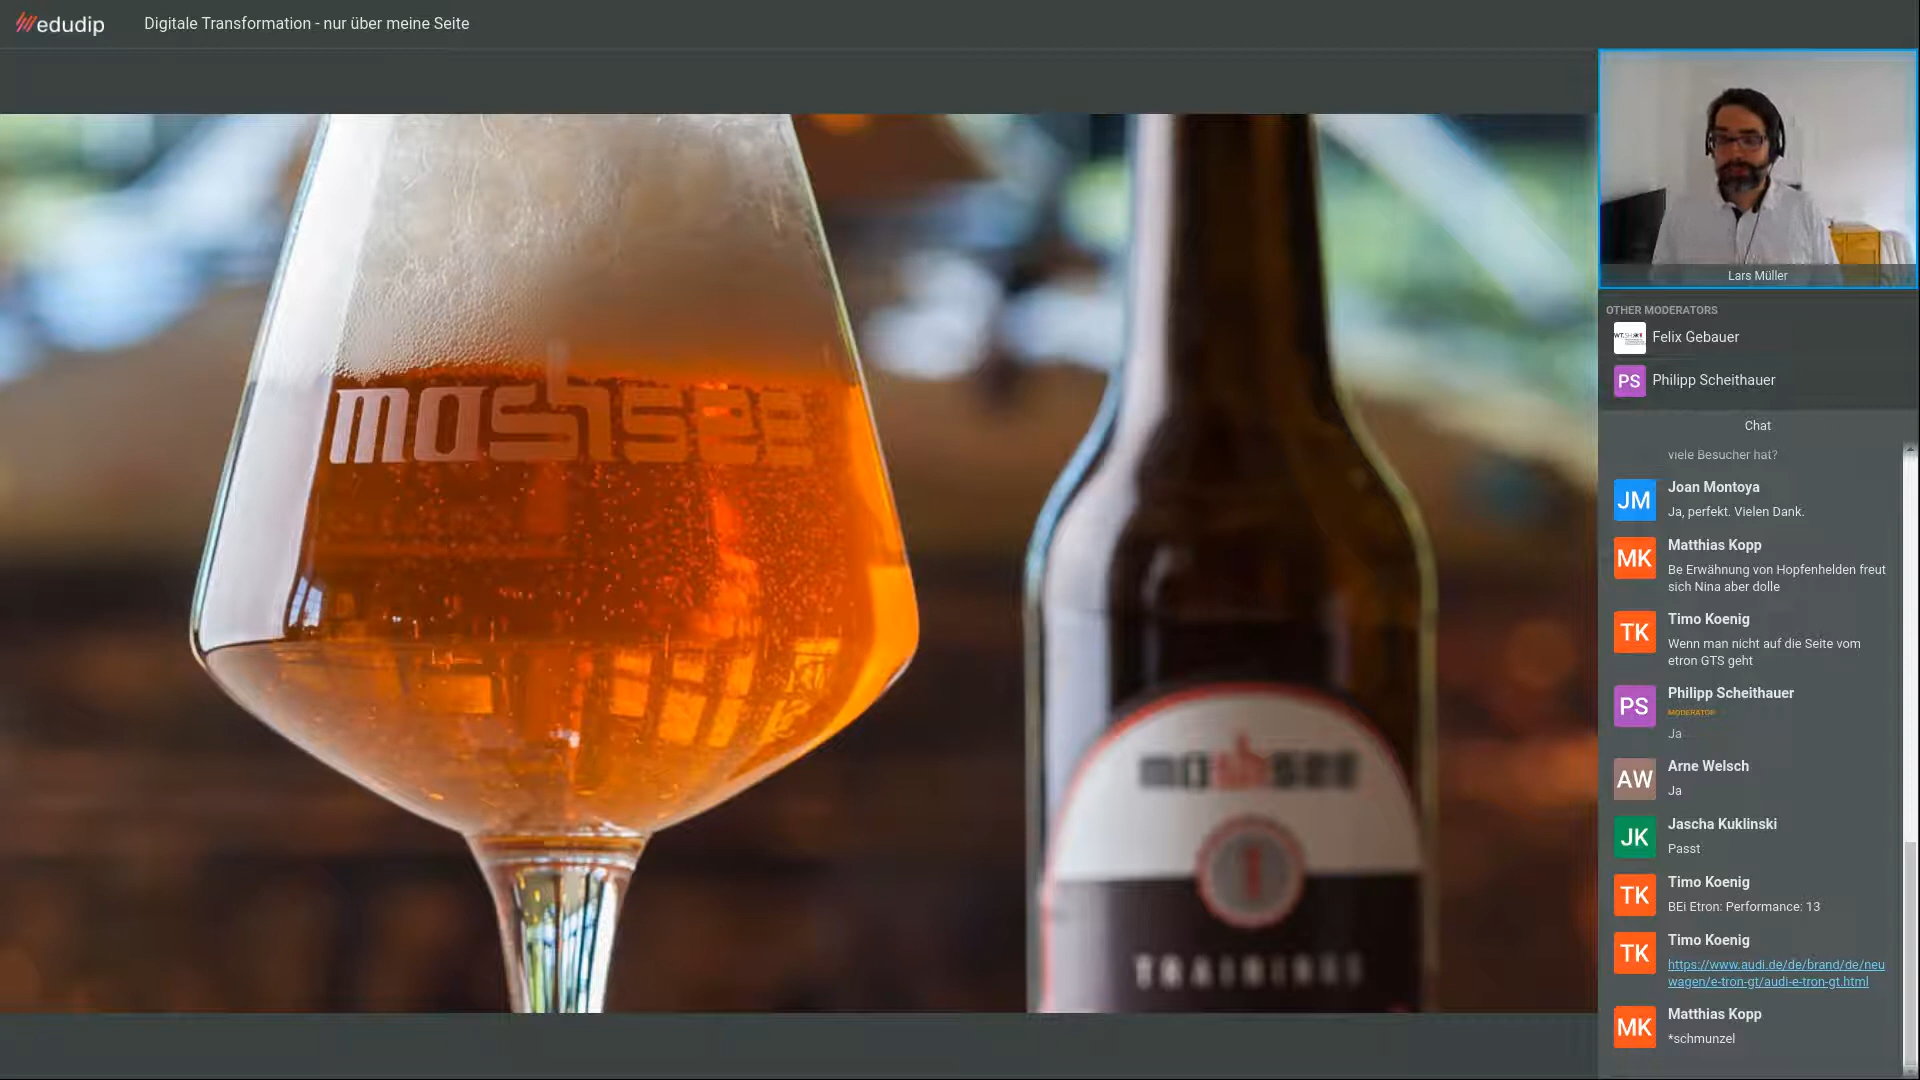 edudip
Digitale Transformation - nur über meine Seite
mashsee
mashsee
1
TRAININGS
Lars Müller
OTHER MODERATORS
Felix Gebauer
PS
Philipp Scheithauer
Chat
viele Besucher hat?
JM
Joan Montoya
Ja, perfekt. Vielen Dank.
MK
Matthias Kopp
Be Erwähnung von Hopfenhelden freut
sich Nina aber dolle
TK
Timo Koenig
Wenn man nicht auf die Seite vom
etron GTS geht
PS
Philipp Scheithauer
MODERATOR
Ja
AW
Arne Welsch
Ja
JK
Jascha Kuklinski
Passt
TK
Timo Koenig
BEi Etron: Performance: 13
TK
Timo Koenig
https://www.audi.de/de/brand/de/neu
wagen/e-tron-gt/audi-e-tron-gt.html
MK
Matthias Kopp
*schmunzel